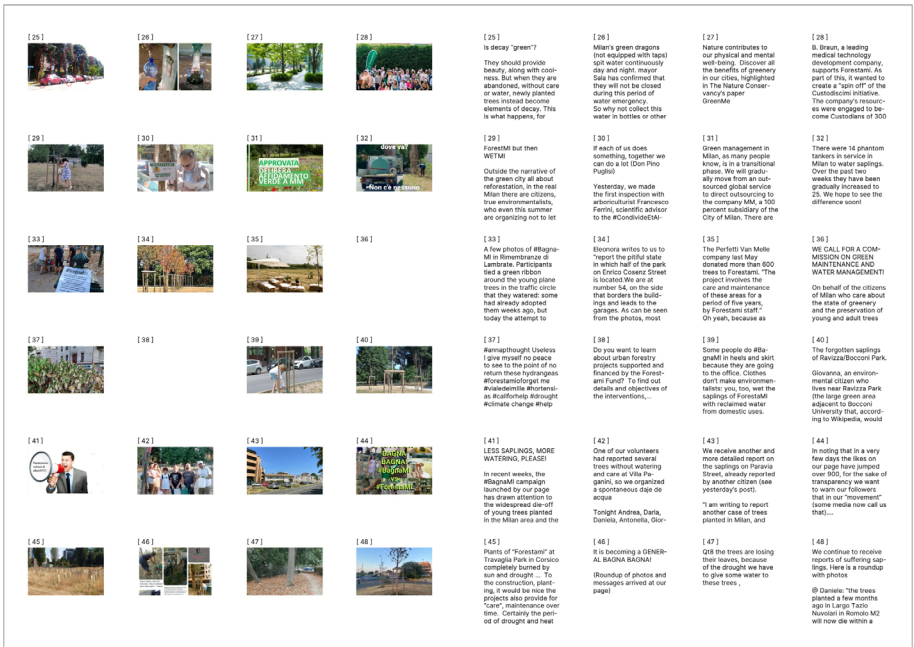 [ 25 ]
[ 26 ]
[ 27 ]
[ 28 ]
[ 29 ]
[ 30 ]
[ 31 ]
APPROVATA
DELIBERA
AFFIDAMENTO
VERDE A MM
[ 32 ]
dove va?
Non c'è nessuno
[ 33 ]
[ 34 ]
[ 35 ]
[ 36 ]
[ 37 ]
[ 38 ]
[ 39 ]
[ 40 ]
[ 41 ]
[ 42 ]
[ 43 ]
[ 44 ]
BAGNA
BAGNA!
#BagnaMI
#ForestaMI
[ 45 ]
[ 46 ]
[ 47 ]
[ 48 ]
[ 25 ]
Is decay "green"?
They should provide
beauty, along with cool-
ness. But when they are
abandoned, without care
or water, newly planted
trees instead become
elements of decay. This
is what happens, for
[ 26 ]
Milan's green dragons
(not equipped with taps)
spit water continuously
day and night. mayor
Sala has confirmed that
they will not be closed
during this period of
water emergency.
So why not collect this
water in bottles or other
[ 27 ]
Nature contributes to
our physical and mental
well-being. Discover all
the benefits of greenery
in our cities, highlighted
in The Nature Conser-
vancy's paper
GreenMe
[ 28 ]
B. Braun, a leading
medical technology
development company,
supports Forestami. As
part of this, it wanted to
create a "spin off" of the
Custodiscimi initiative.
The company's resourc-
es were engaged to be-
come Custodians of 300
[ 29 ]
ForestMI but then
WETMI
Outside the narrative of
the green city all about
reforestation, in the real
Milan there are citizens,
true environmentalists,
who even this summer
are organizing not to let
[ 30 ]
If each of us does
something, together we
can do a lot (Don Pino
Puglisi)
Yesterday, we made
the first inspection with
arboriculturist Francesco
Ferrini, scientific advisor
to the #CondivideEtAl-
[ 31 ]
Green management in
Milan, as many people
know, is in a transitional
phase. We will gradu-
ally move from an out-
sourced global service
to direct outsourcing to
the company MM, a 100
percent subsidiary of the
City of Milan. There are
[ 32 ]
There were 14 phantom
tankers in service in
Milan to water saplings.
Over the past two
weeks they have been
gradually increased to
25. We hope to see the
difference soon!
[ 33 ]
A few photos of #Bagna-
MI in Rimembranze di
Lambrate. Participants
tied a green ribbon
around the young plane
trees in the traffic circle
that they watered: some
had already adopted
them weeks ago, but
today the attempt to
[ 34 ]
Eleonora writes to us to
"report the pitiful state
in which half of the park
on Enrico Cosenz Street
is located.We are at
number 54, on the side
that borders the build-
ings and leads to the
garages. As can be seen
from the photos, most
[ 35 ]
The Perfetti Van Melle
company last May
donated more than 600
trees to Forestami. "The
project involves the
care and maintenance
of these areas for a
period of five years,
by Forestami staff."
Oh yeah, because as
[ 36 ]
WE CALL FOR A COM-
MISSION ON GREEN
MAINTENANCE AND
WATER MANAGEMENT!
On behalf of the citizens
of Milan who care about
the state of greenery
and the preservation of
young and adult trees
[ 37 ]
#annapthought Useless
I give myself no peace
to see to the point of no
return these hydrangeas
#forestamioforget me
#vialedeimille #hortensi-
as #callforhelp #drought
#climate change #help
[ 38 ]
Do you want to learn
about urban forestry
projects supported and
financed by the Forest-
ami Fund? To find out
details and objectives of
the interventions,...
[ 39 ]
Some people do #Ba-
gnaMI in heels and skirt
because they are going
to the office. Clothes
don't make environmen-
talists: you, too, wet the
saplings of ForestaMI
with reclaimed water
from domestic uses.
[ 40 ]
The forgotten saplings
of Ravizza/Bocconi Park.
Giovanna, an environ-
mental citizen who
lives near Ravizza Park
(the large green area
adjacent to Bocconi
University that, accord-
ing to Wikipedia, would
[ 41 ]
LESS SAPLINGS, MORE
WATERING, PLEASE!
In recent weeks, the
#BagnaMI campaign
launched by our page
has drawn attention to
the widespread die-off
of young trees planted
in the Milan area and the
[ 42 ]
One of our volunteers
had reported several
trees without watering
and care at Villa Pa-
ganini, so we organized
a spontaneous daje de
acqua
Tonight Andrea, Daria,
Daniela, Antonella, Gior-
[ 43 ]
We receive another and
more detailed report on
the saplings on Paravia
Street, already reported
by another citizen (see
yesterday's post).
"I am writing to report
another case of trees
planted in Milan, and
[ 44 ]
In noting that in a very
few days the likes on
our page have jumped
over 900, for the sake of
transparency we want
to warn our followers
that in our "movement"
(some media now call us
that)....
[ 45 ]
Plants of "Forestami" at
Travaglia Park in Corsico
completely burned by
sun and drought ... To
the construction, plant-
ing, it would be nice the
projects also provide for
"care", maintenance over
time. Certainly the peri-
od of drought and heat
[ 46 ]
It is becoming a GENER-
AL BAGNA BAGNA!
(Roundup of photos and
messages arrived at our
page)
[ 47 ]
Qt8 the trees are losing
their leaves, because
of the drought we have
to give some water to
these trees ,
[ 48 ]
We continue to receive
reports of suffering sap-
lings. Here is a roundup
with photos
@ Daniele: "the trees
planted a few months
ago in Largo Tazio
Nuvolari in Romolo M2
will now die within a